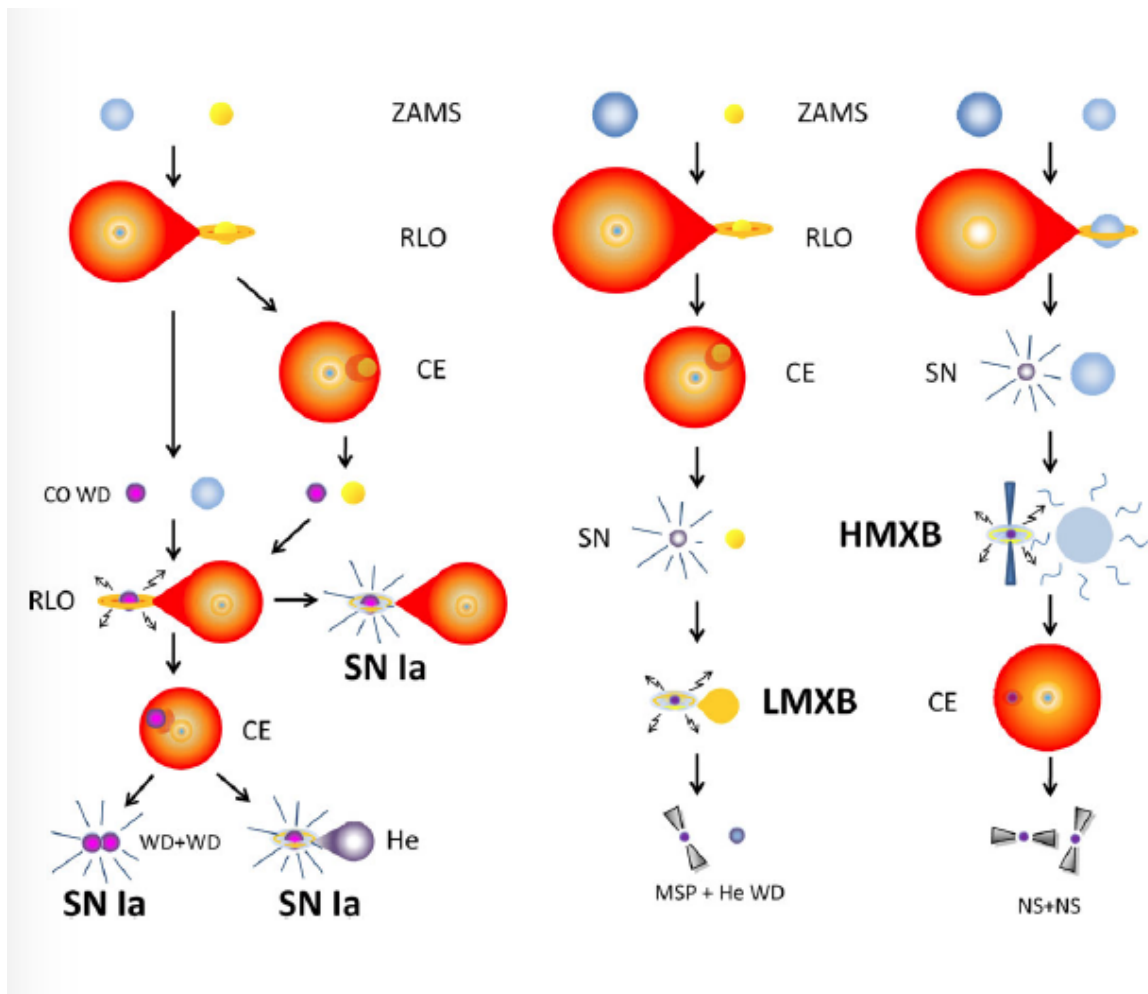 ZAMS
ZAMS
RLO
RLO
CE
CE
SN
CO WD
SN
HMXB
RLO
SN Ia
LMXB
CE
CE
WD+WD
He
SN Ia
SN Ia
MSP + He WD
NS+NS